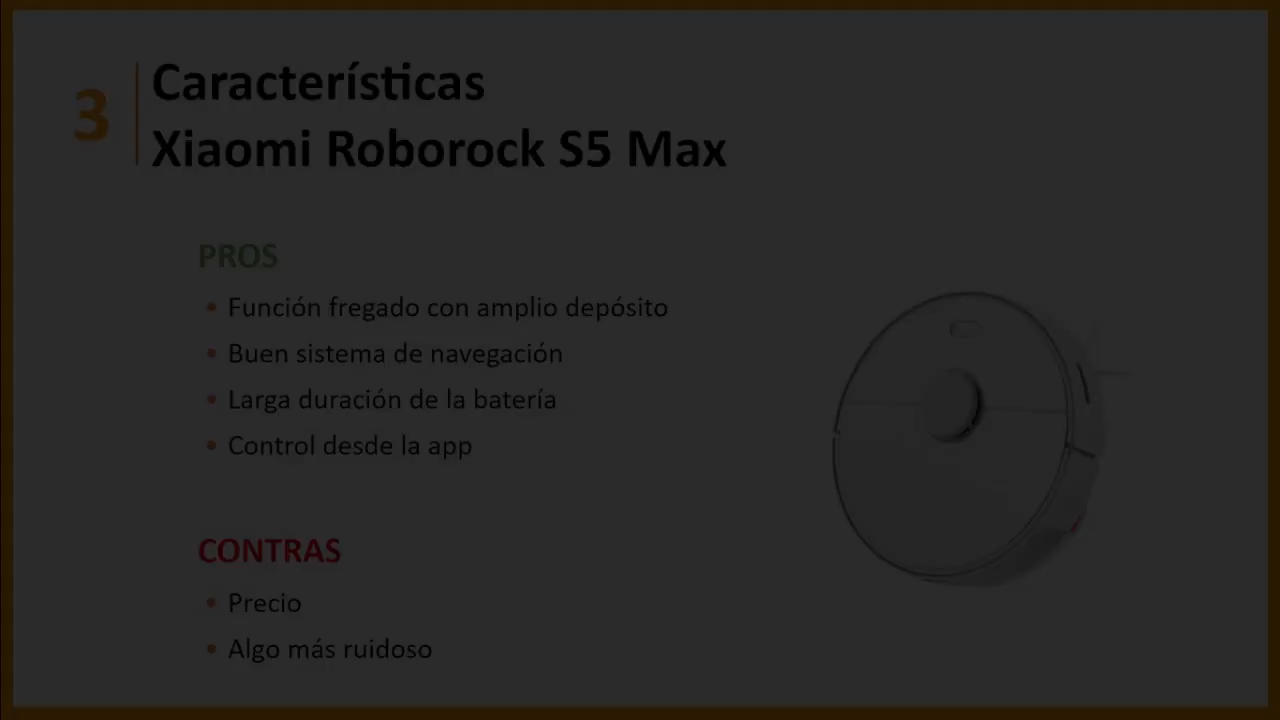 3
Características
Xiaomi Roborock S5 Max
PROS
• Función fregado con amplio depósito
• Buen sistema de navegación
• Larga duración de la batería
• Control desde la app
CONTRAS
• Precio
• Algo más ruidoso